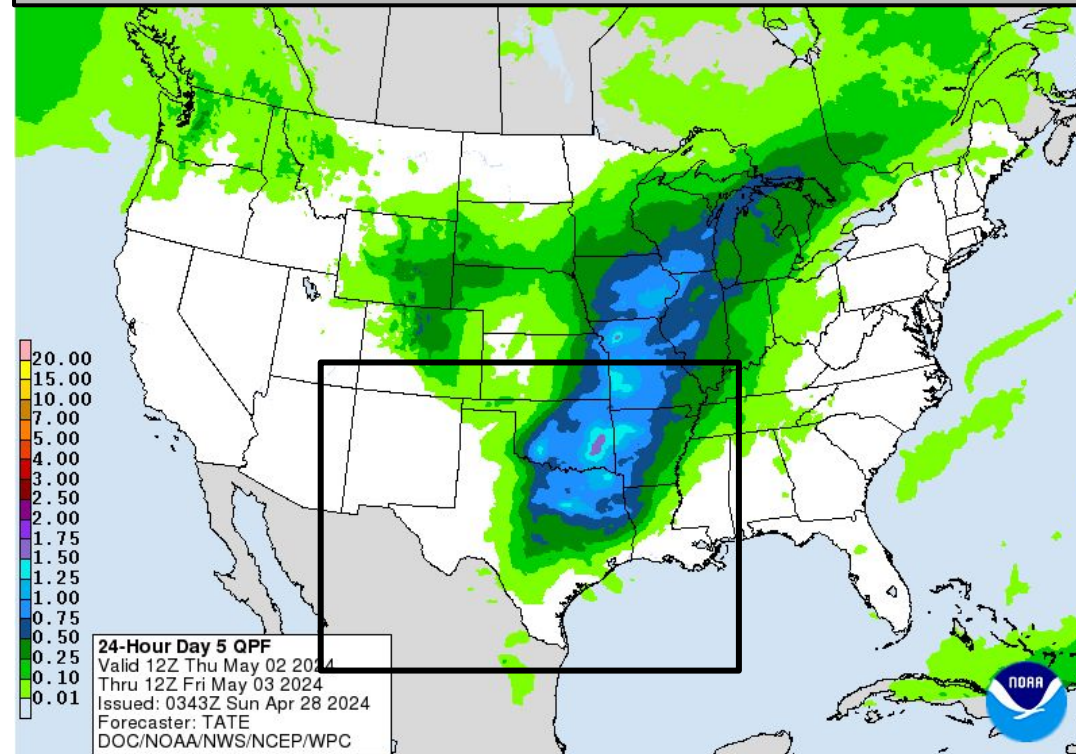 20.00
15.00
10.00
7.00
5.00
4.00
3.00
2.50
2.00
1.75
1.50
1.25
1.00
0.75
0.50
0.25
0.10
0.01
24-Hour Day 5 QPF
Valid 12Z Thu May 02 2024
Thru 12Z Fri May 03 2024
Issued: 0343Z Sun Apr 28 2024
Forecaster: TATE
DOC/NOAA/NWS/NCEP/WPC
NOAA